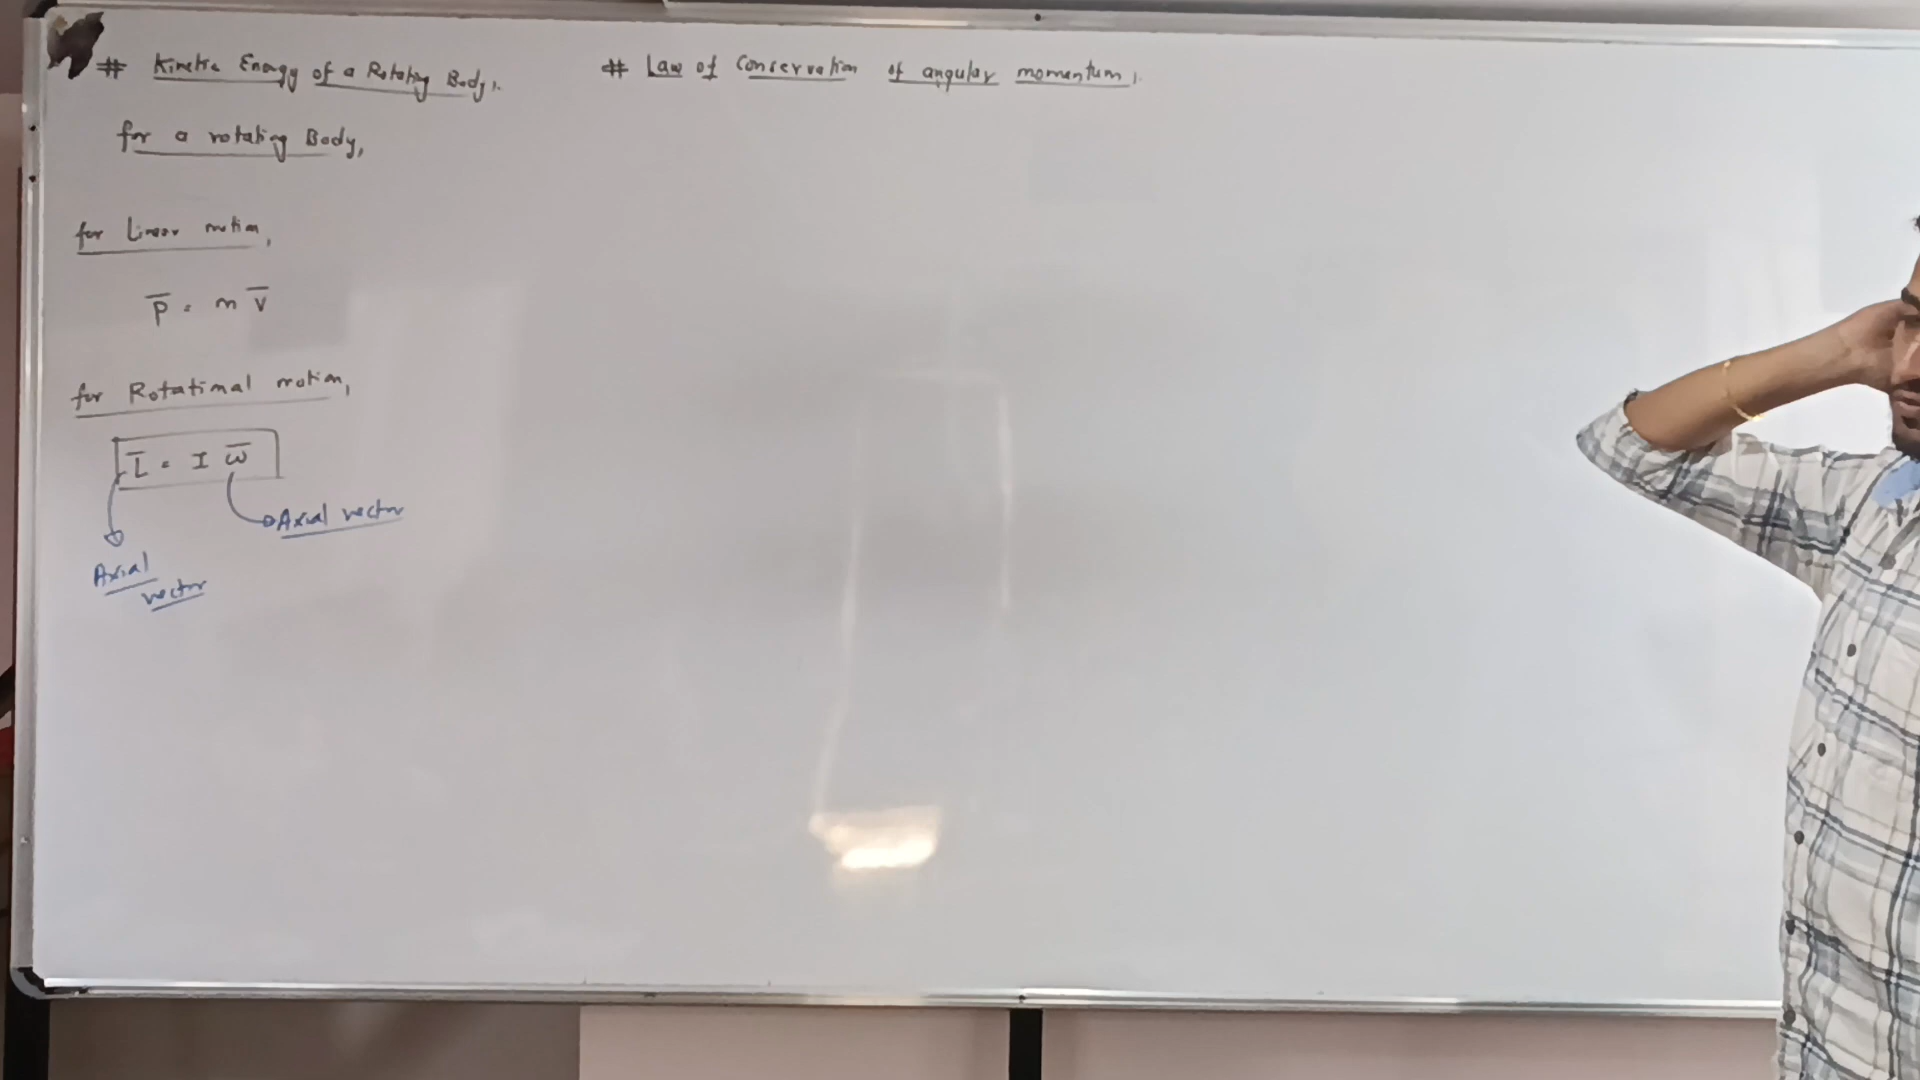 # Kinetic Energy of a Rotating Body,.
for a rotating Body,
for Linear motion,
P̅ = m v̅
for Rotational motion,
L̅ = I ω̅
Axial vector
Axial
vector
# Law of Conservation of angular momentum,.